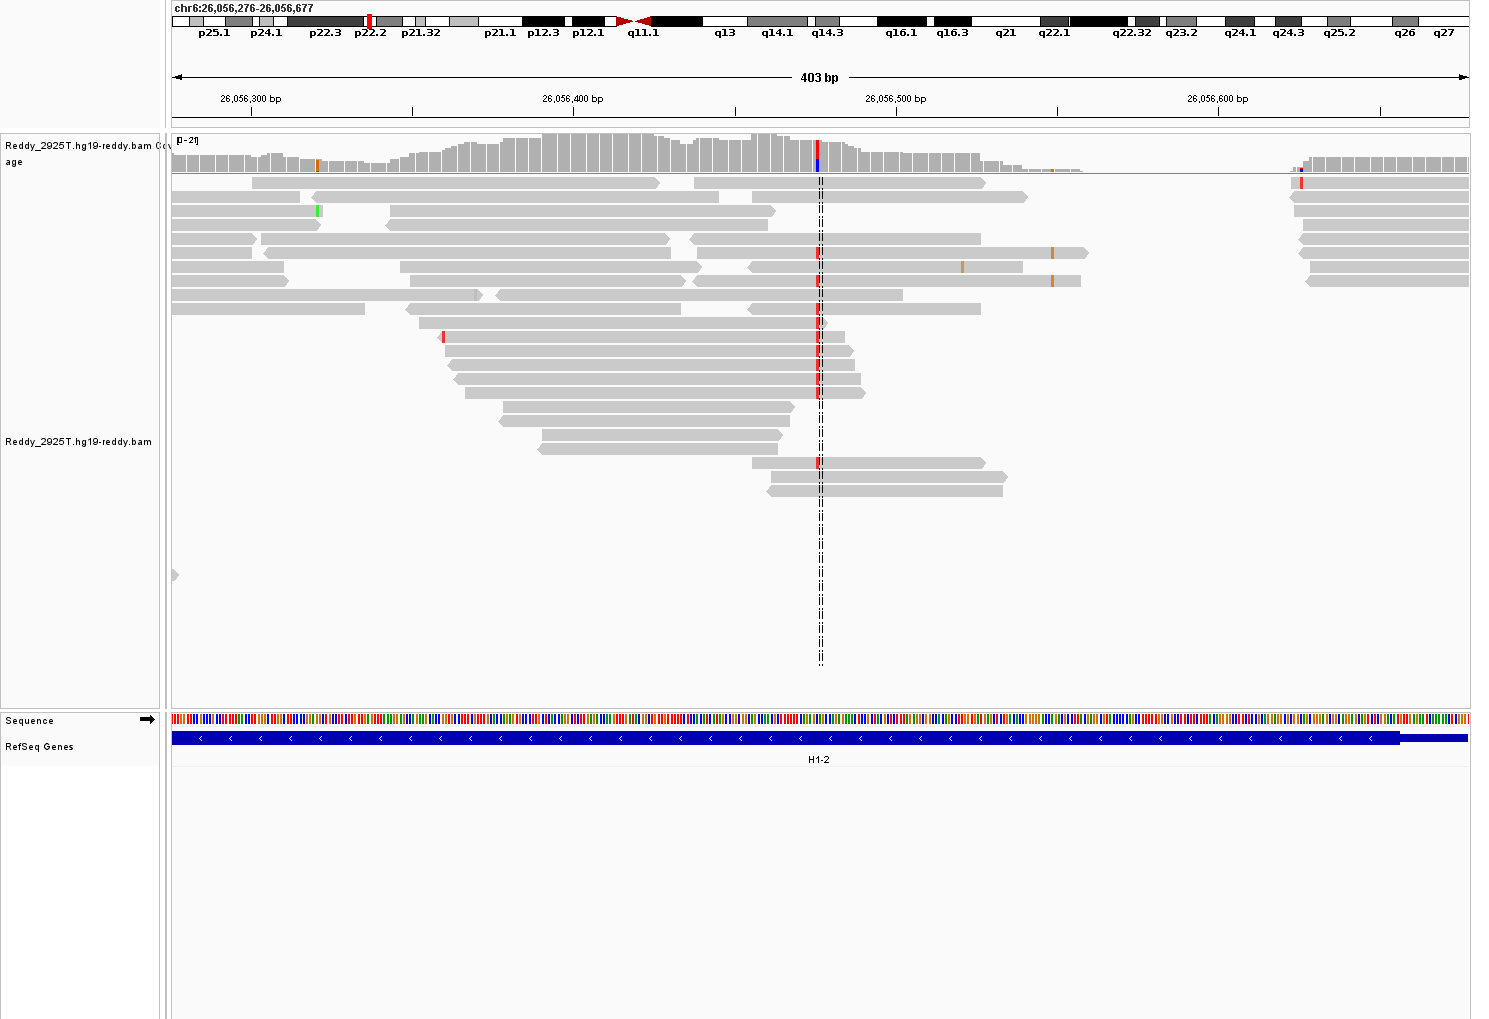 chr6:26,056,276-26,056,677
p25.1 p24.1 p22.3 p22.2 p21.32 p21.1 p12.3 p12.1 q11.1 q13 q14.1 q14.3 q16.1 q16.3 q21 q22.1 q22.32 q23.2 q24.1 q24.3 q25.2 q26 q27
403 bp
26,056,300 bp 26,056,400 bp 26,056,500 bp 26,056,600 bp
[0-21]
Reddy_2925T.hg19-reddy.bam Cov
age
Reddy_2925T.hg19-reddy.bam
Sequence
RefSeq Genes
H1-2